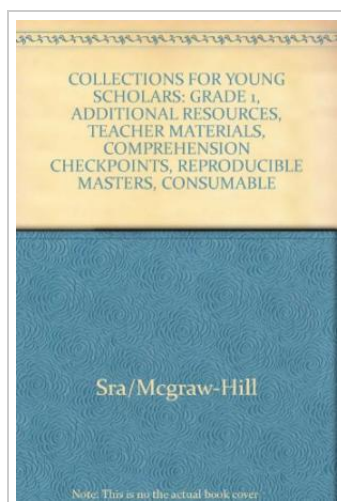 COLLECTIONS FOR YOUNG
SCHOLARS: GRADE 1,
ADDITIONAL RESOURCES,
TEACHER MATERIALS,
COMPREHENSION
CHECKPOINTS, REPRODUCIBLE
MASTERS, CONSUMABLE
Sra/Mcgraw-Hill
Note: This is no the actual book cover